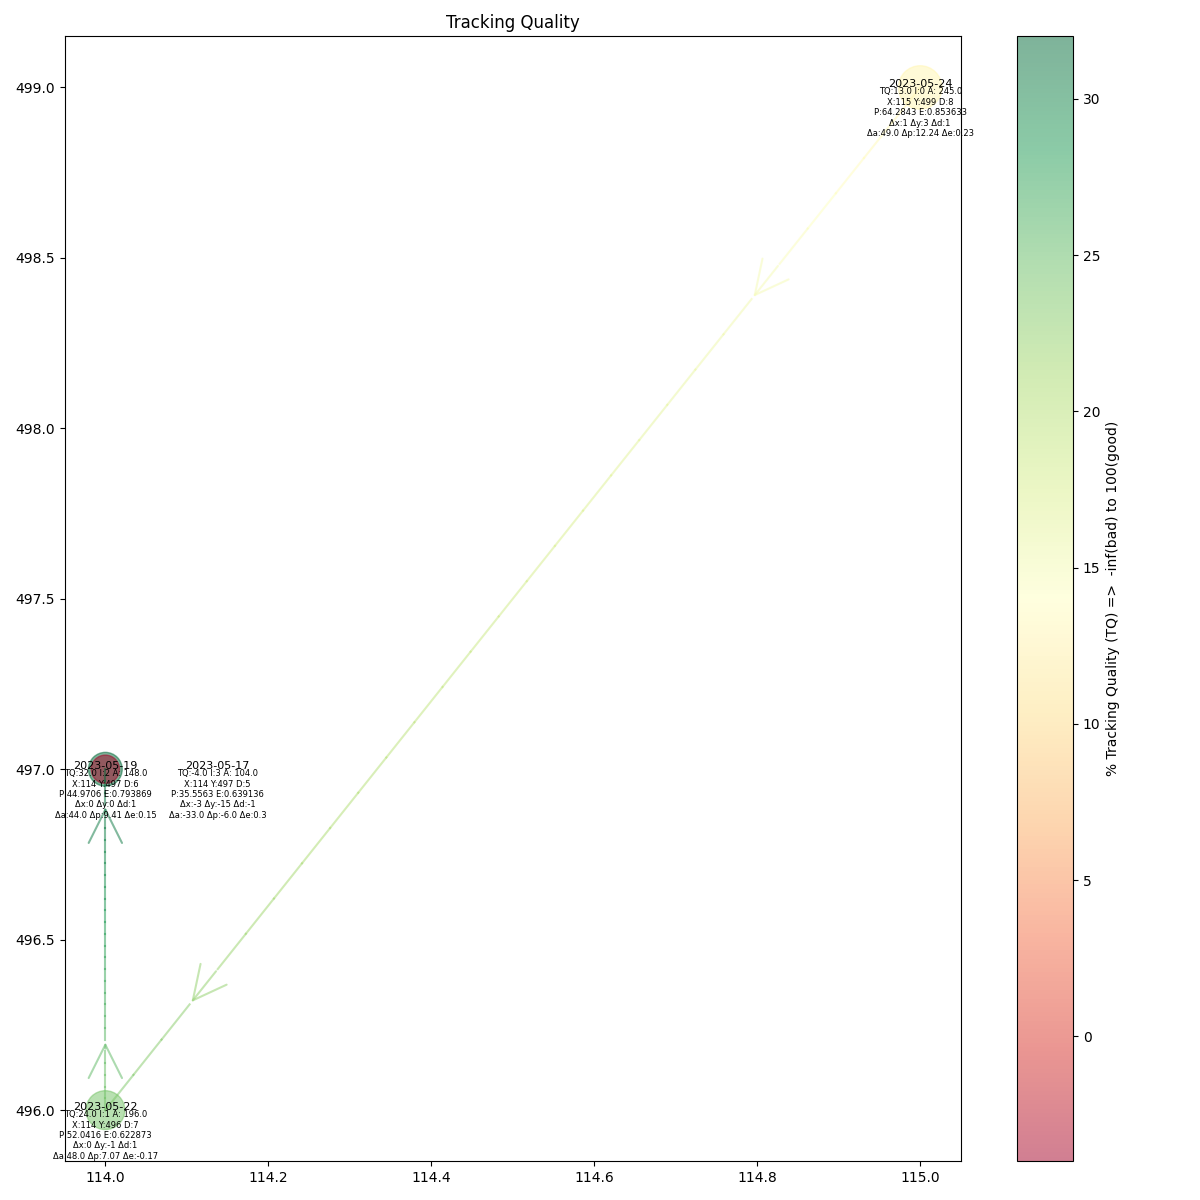 Tracking Quality
499.0
498.5
498.0
497.5
497.0
496.5
496.0
114.0
114.2
114.4
114.6
114.8
115.0
2023-05-24
TQ:13.0 I:0 A: 245.0
X:115 Y:499 D:8
P:64.2843 E:0.853633
Δx:1 Δy:3 Δd:1
Δa:49.0 Δp:12.24 Δe:0.23
2023-05-19
TQ:32.0 I:2 A: 148.0
X:114 Y:497 D:6
P:44.9706 E:0.793869
Δx:0 Δy:0 Δd:1
Δa:44.0 Δp:9.41 Δe:0.15
2023-05-17
TQ:-4.0 I:3 A: 104.0
X:114 Y:497 D:5
P:35.5563 E:0.639136
Δx:-3 Δy:-15 Δd:-1
Δa:-33.0 Δp:-6.0 Δe:0.3
2023-05-22
TQ:24.0 I:1 A: 196.0
X:114 Y:496 D:7
P:52.0416 E:0.622873
Δx:0 Δy:-1 Δd:1
Δa:48.0 Δp:7.07 Δe:-0.17
30
25
20
15
10
5
0
% Tracking Quality (TQ) => -inf(bad) to 100(good)